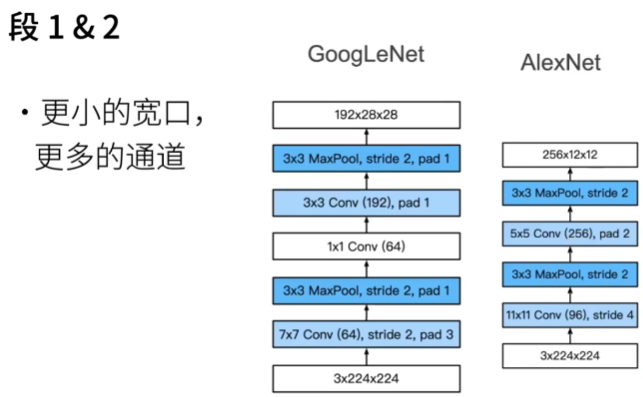 段 1 & 2
• 更小的宽口，
更多的通道
GoogLeNet
192x28x28
3x3 MaxPool, stride 2, pad 1
3x3 Conv (192), pad 1
1x1 Conv (64)
3x3 MaxPool, stride 2, pad 1
7x7 Conv (64), stride 2, pad 3
3x224x224
AlexNet
256x12x12
3x3 MaxPool, stride 2
5x5 Conv (256), pad 2
3x3 MaxPool, stride 2
11x11 Conv (96), stride 4
3x224x224